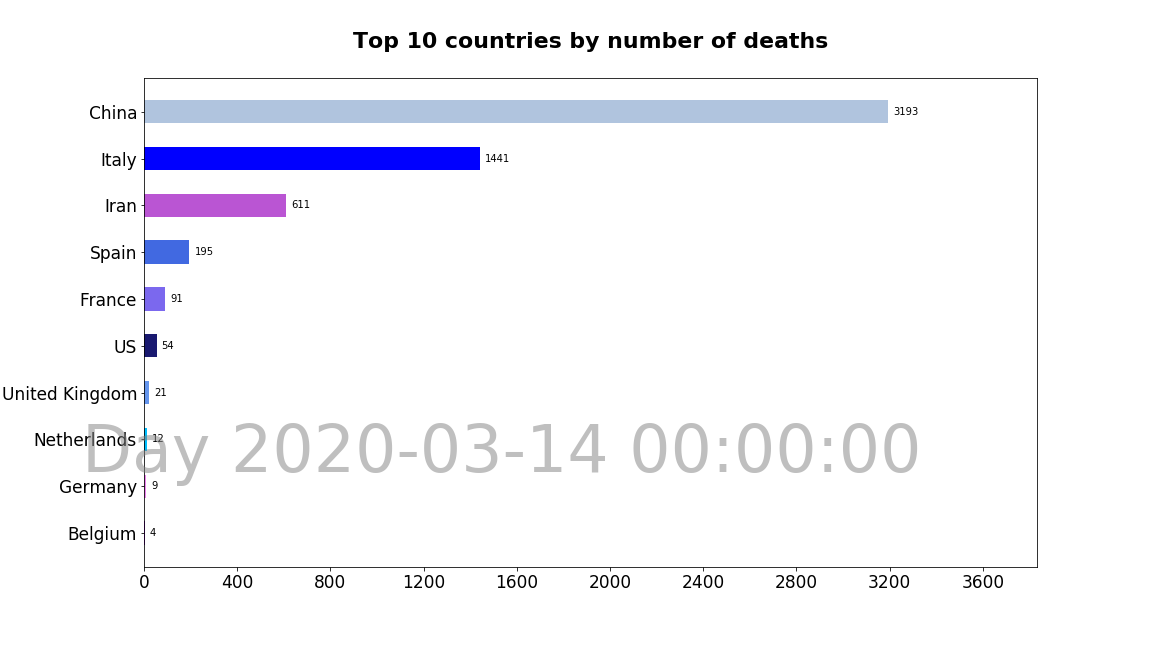 Top 10 countries by number of deaths
China 3193
Italy 1441
Iran 611
Spain 195
France 91
US 54
United Kingdom 21
Netherlands 12
Day 2020-03-14 00:00:00
Germany 9
Belgium 4
0 400 800 1200 1600 2000 2400 2800 3200 3600